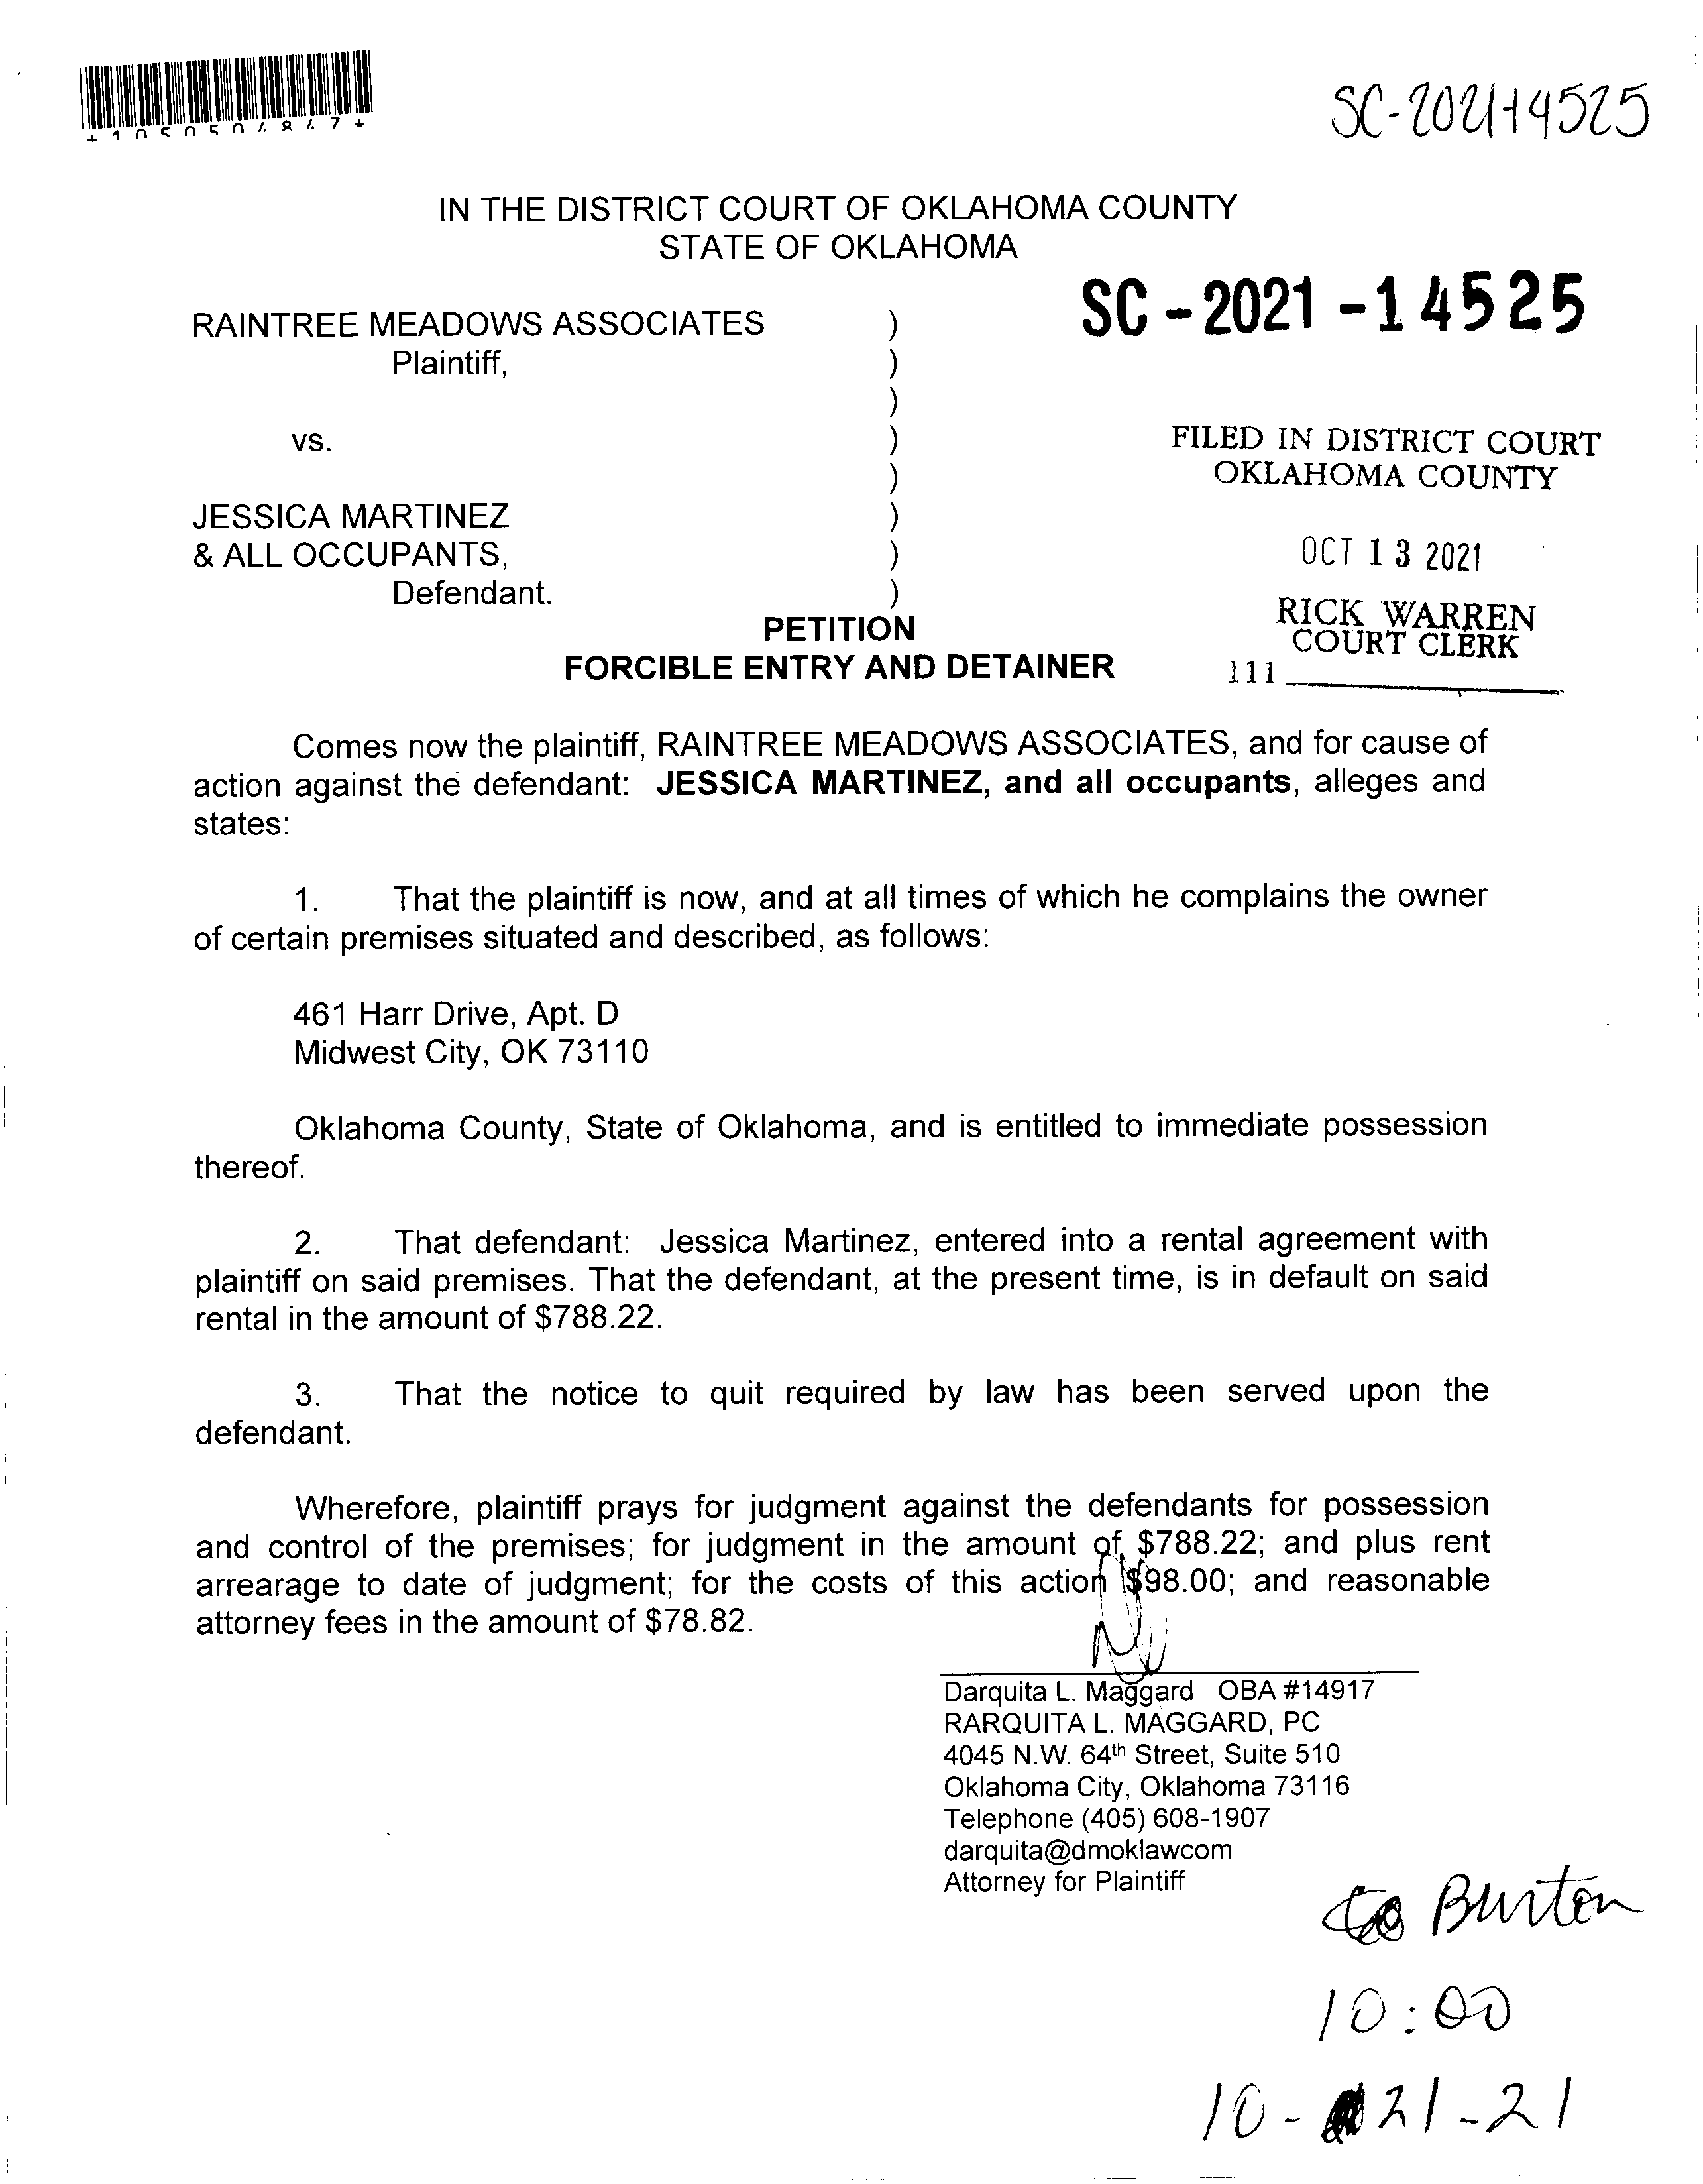 SC-2021-14525
IN THE DISTRICT COURT OF OKLAHOMA COUNTY
STATE OF OKLAHOMA
SC-2021-14525
RAINTREE MEADOWS ASSOCIATES )
Plaintiff, )
)
vs. )
)
JESSICA MARTINEZ )
& ALL OCCUPANTS, )
Defendant. )
FILED IN DISTRICT COURT
OKLAHOMA COUNTY
OCT 13 2021
RICK WARREN
COURT CLERK
111
PETITION
FORCIBLE ENTRY AND DETAINER
Comes now the plaintiff, RAINTREE MEADOWS ASSOCIATES, and for cause of
action against the defendant: JESSICA MARTINEZ, and all occupants, alleges and
states:
1. That the plaintiff is now, and at all times of which he complains the owner
of certain premises situated and described, as follows:
461 Harr Drive, Apt. D
Midwest City, OK 73110
Oklahoma County, State of Oklahoma, and is entitled to immediate possession
thereof.
2. That defendant: Jessica Martinez, entered into a rental agreement with
plaintiff on said premises. That the defendant, at the present time, is in default on said
rental in the amount of $788.22.
3. That the notice to quit required by law has been served upon the
defendant.
Wherefore, plaintiff prays for judgment against the defendants for possession
and control of the premises; for judgment in the amount of $788.22; and plus rent
arrearage to date of judgment; for the costs of this action $98.00; and reasonable
attorney fees in the amount of $78.82.
Darquita L. Maggard OBA #14917
RARQUITA L. MAGGARD, PC
4045 N.W. 64th Street, Suite 510
Oklahoma City, Oklahoma 73116
Telephone (405) 608-1907
darquita@dmoklawcom
Attorney for Plaintiff
Burton
10:00
10-21-21